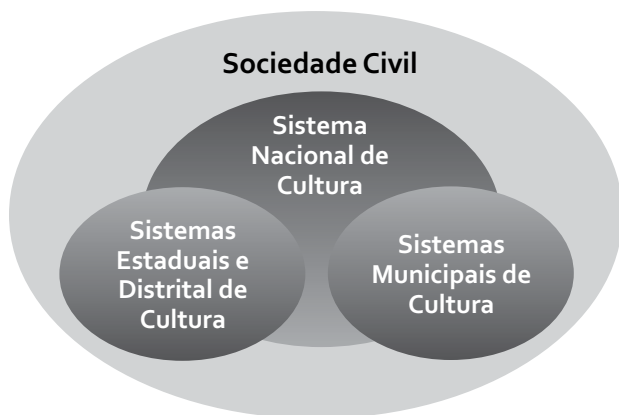 Sociedade Civil
Sistema
Nacional de
Cultura
Sistemas
Estaduais e
Distrital de
Cultura
Sistemas
Municipais de
Cultura